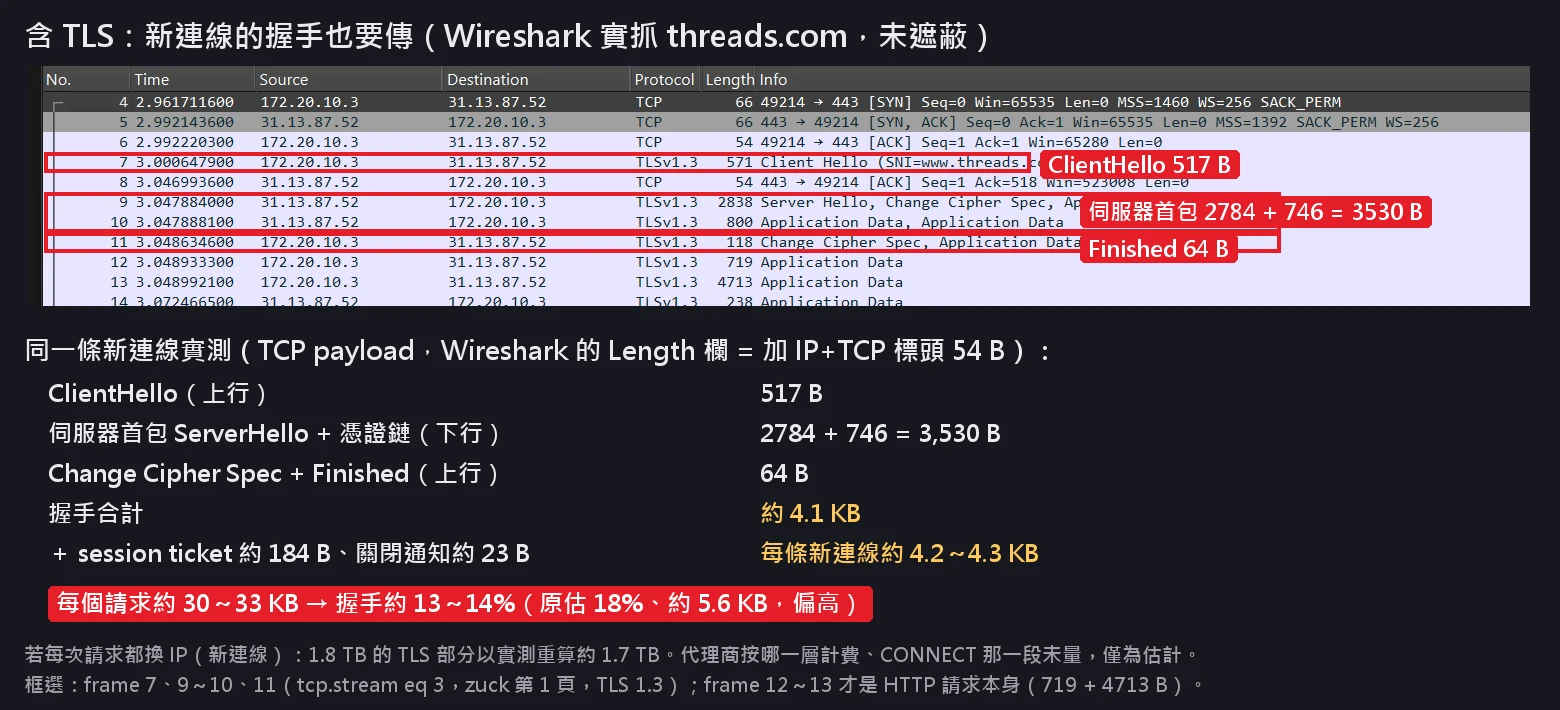 含 TLS：新連線的握手也要傳（Wireshark 實抓 threads.com，未遮蔽）
No. Time Source Destination Protocol Length Info
4 2.961711600 172.20.10.3 31.13.87.52 TCP 66 49214 → 443 [SYN] Seq=0 Win=65535 Len=0 MSS=1460 WS=256 SACK_PERM
5 2.992143600 31.13.87.52 172.20.10.3 TCP 66 443 → 49214 [SYN, ACK] Seq=0 Ack=1 Win=65535 Len=0 MSS=1392 SACK_PERM WS=256
6 2.992220300 172.20.10.3 31.13.87.52 TCP 54 49214 → 443 [ACK] Seq=1 Ack=1 Win=65280 Len=0
7 3.000647900 172.20.10.3 31.13.87.52 TLSv1.3 571 Client Hello (SNI=www.threads.c
ClientHello 517 B
8 3.046993600 31.13.87.52 172.20.10.3 TCP 54 443 → 49214 [ACK] Seq=1 Ack=518 Win=523008 Len=0
9 3.047884000 31.13.87.52 172.20.10.3 TLSv1.3 2838 Server Hello, Change Cipher Spec, Ap
伺服器首包 2784 + 746 = 3530 B
10 3.047888100 31.13.87.52 172.20.10.3 TLSv1.3 800 Application Data, Application Data
11 3.048634600 172.20.10.3 31.13.87.52 TLSv1.3 118 Change Cipher Spec, Application Data
Finished 64 B
12 3.048933300 172.20.10.3 31.13.87.52 TLSv1.3 719 Application Data
13 3.048992100 172.20.10.3 31.13.87.52 TLSv1.3 4713 Application Data
14 3.072466500 31.13.87.52 172.20.10.3 TLSv1.3 238 Application Data
同一條新連線實測（TCP payload，Wireshark 的 Length 欄 = 加 IP+TCP 標頭 54 B）：
ClientHello（上行） 517 B
伺服器首包 ServerHello + 憑證鏈（下行） 2784 + 746 = 3,530 B
Change Cipher Spec + Finished（上行） 64 B
握手合計 約 4.1 KB
＋ session ticket 約 184 B、關閉通知約 23 B 每條新連線約 4.2～4.3 KB
每個請求約 30～33 KB → 握手約 13～14%（原估 18%、約 5.6 KB，偏高）
若每次請求都換 IP（新連線）：1.8 TB 的 TLS 部分以實測重算約 1.7 TB。代理商按哪一層計費、CONNECT 那一段未量，僅為估計。
框選：frame 7、9～10、11（tcp.stream eq 3，zuck 第 1 頁，TLS 1.3）；frame 12～13 才是 HTTP 請求本身（719 + 4713 B）。